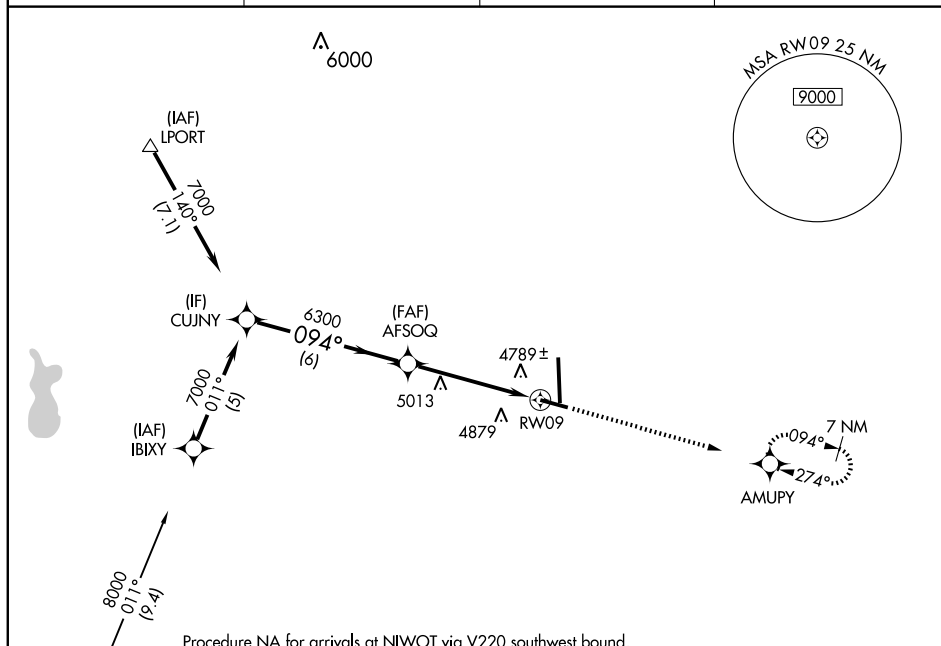 6000
MSA RW09 25 NM
9000
(IAF)
LPORT
7000
140°
(7.1)
(IF)
CUJNY
6300
094°
(6)
(FAF)
AFSOQ
4789±
5013
4879
RW09
7000
011°
(5)
(IAF)
IBIXY
7 NM
094°
274°
AMUPY
8000
011°
(9.4)
Procedure NA for arrivals at NIWOT via V220 southwest bound